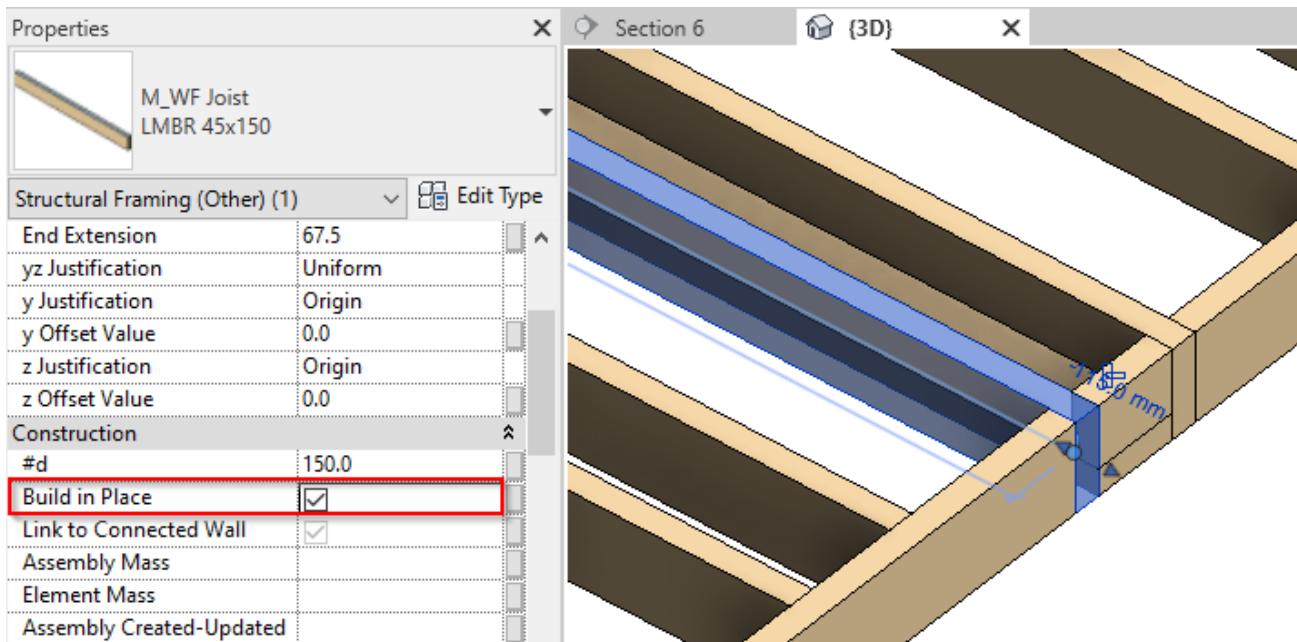 Properties
M_WF Joist
LMBR 45x150
Structural Framing (Other) (1)
Edit Type
End Extension 67.5
yz Justification Uniform
y Justification Origin
y Offset Value 0.0
z Justification Origin
z Offset Value 0.0
Construction
#d 150.0
Build in Place
Link to Connected Wall
Assembly Mass
Element Mass
Assembly Created-Updated
Section 6
{3D}
mm